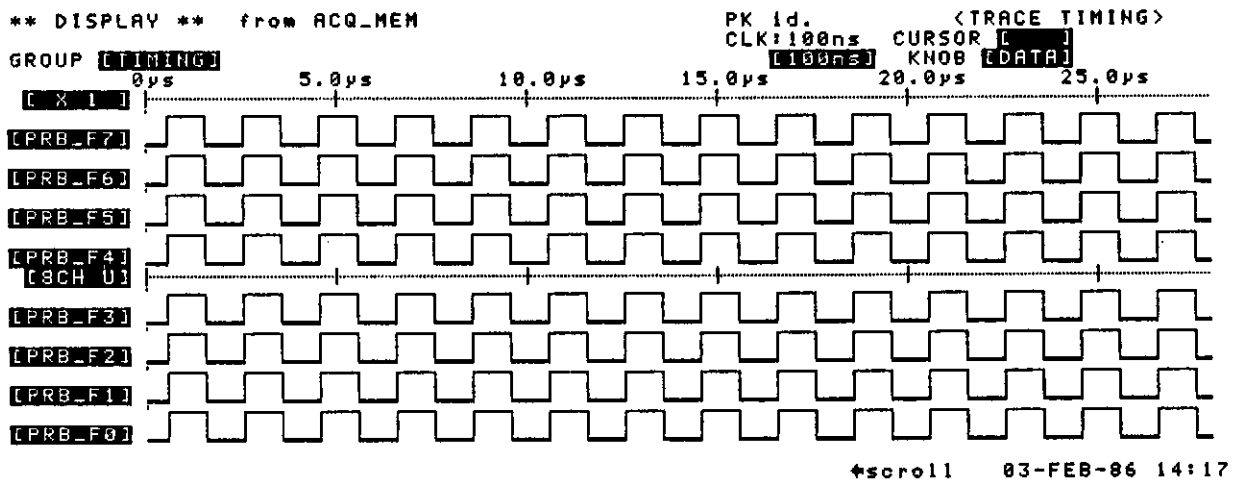 ** DISPLAY ** from ACQ_MEM PK id. <TRACE TIMING>
CLK:100ns CURSOR [ ]
GROUP [TIMING] [100ns] KNOB [DATA]
0µs 5.0µs 10.0µs 15.0µs 20.0µs 25.0µs
[ X 1 ]
[PRB_F7]
[PRB_F6]
[PRB_F5]
[PRB_F4]
[8CH U]
[PRB_F3]
[PRB_F2]
[PRB_F1]
[PRB_F0]
♦scroll 03-FEB-86 14:17